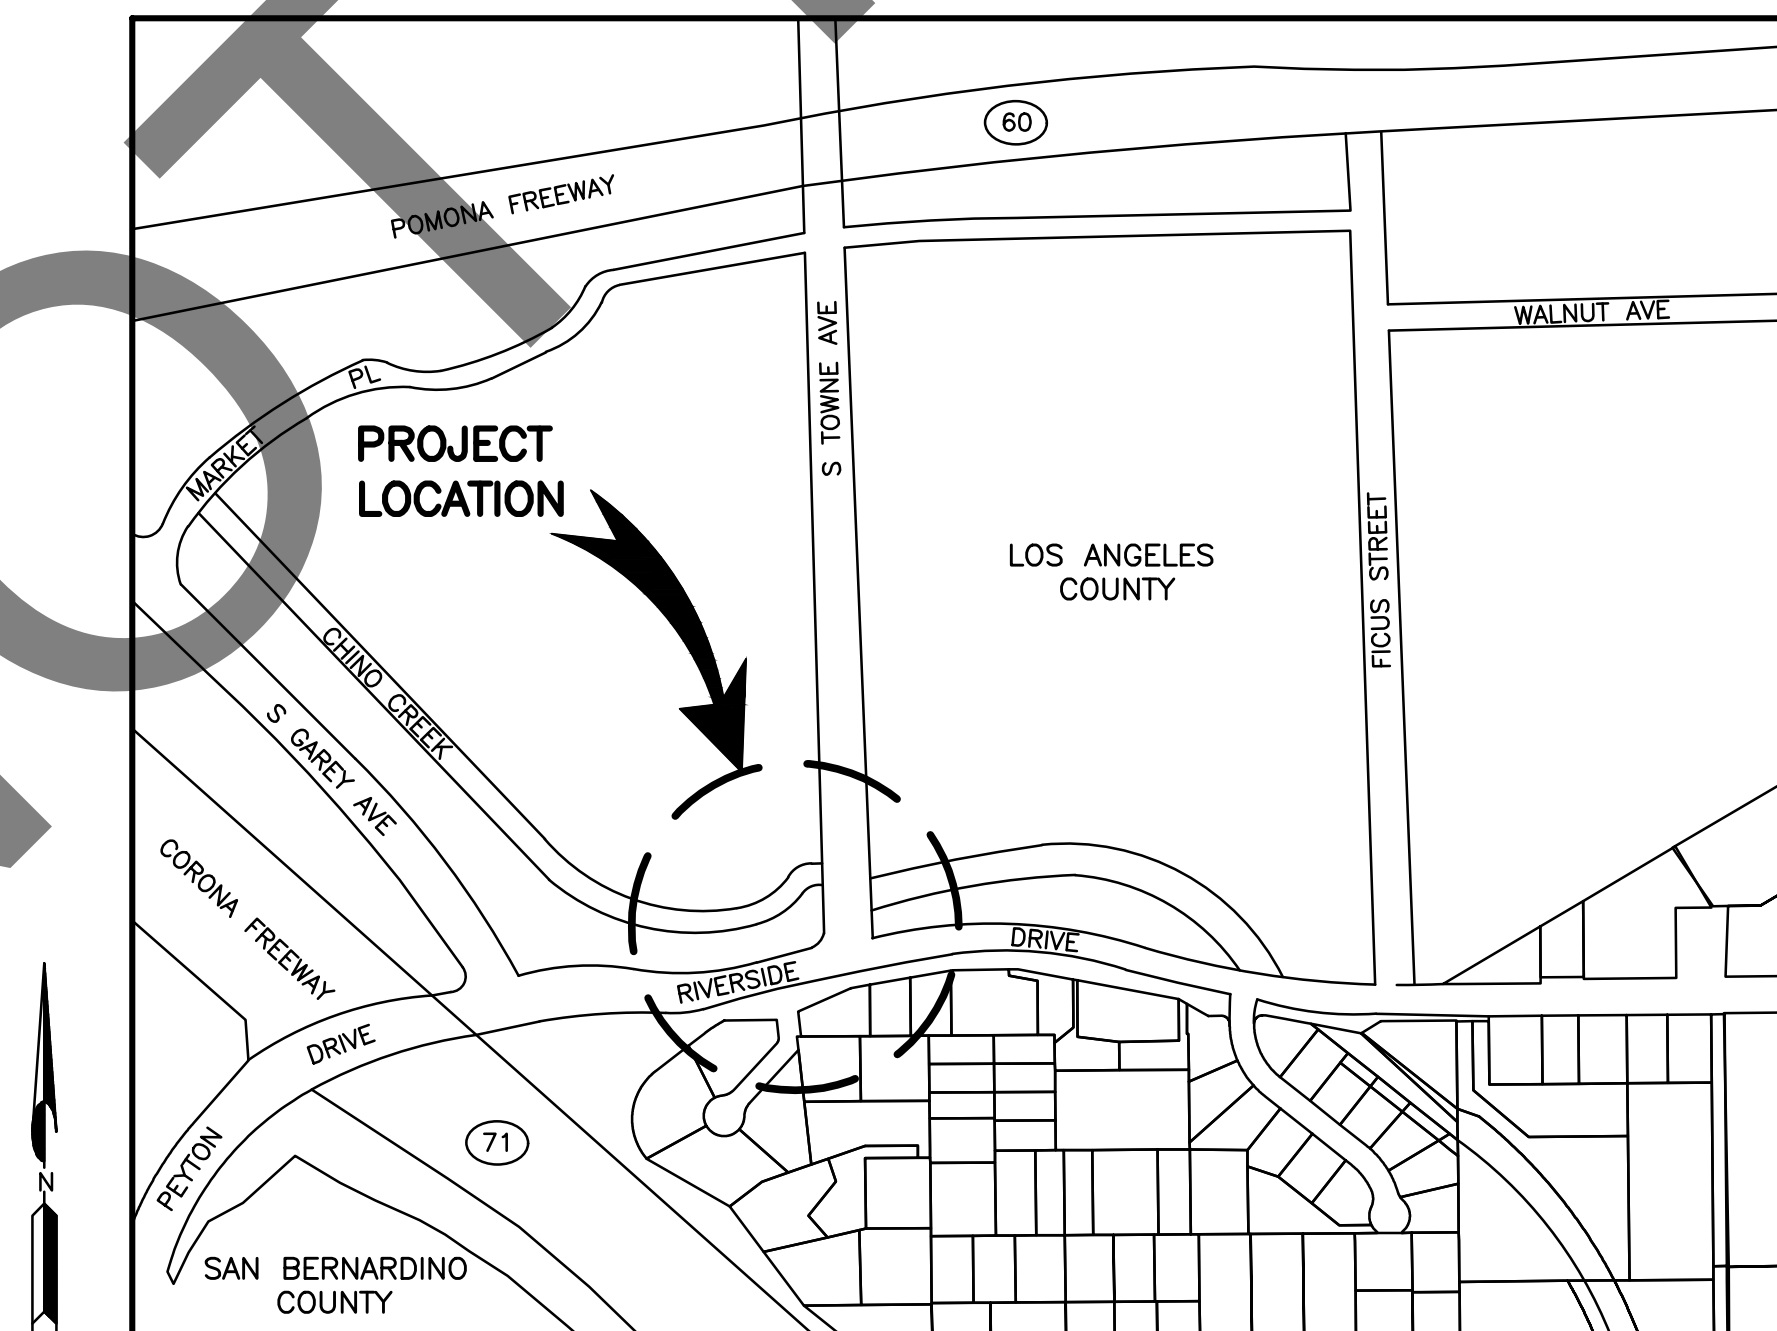 60
POMONA FREEWAY
WALNUT AVE
S TOWNE AVE
MARKET PL
PROJECT
LOCATION
LOS ANGELES
COUNTY
FICUS STREET
CHINO CREEK
S GAREY AVE
CORONA FREEWAY
RIVERSIDE DRIVE
PEYTON DRIVE
71
N
SAN BERNARDINO
COUNTY